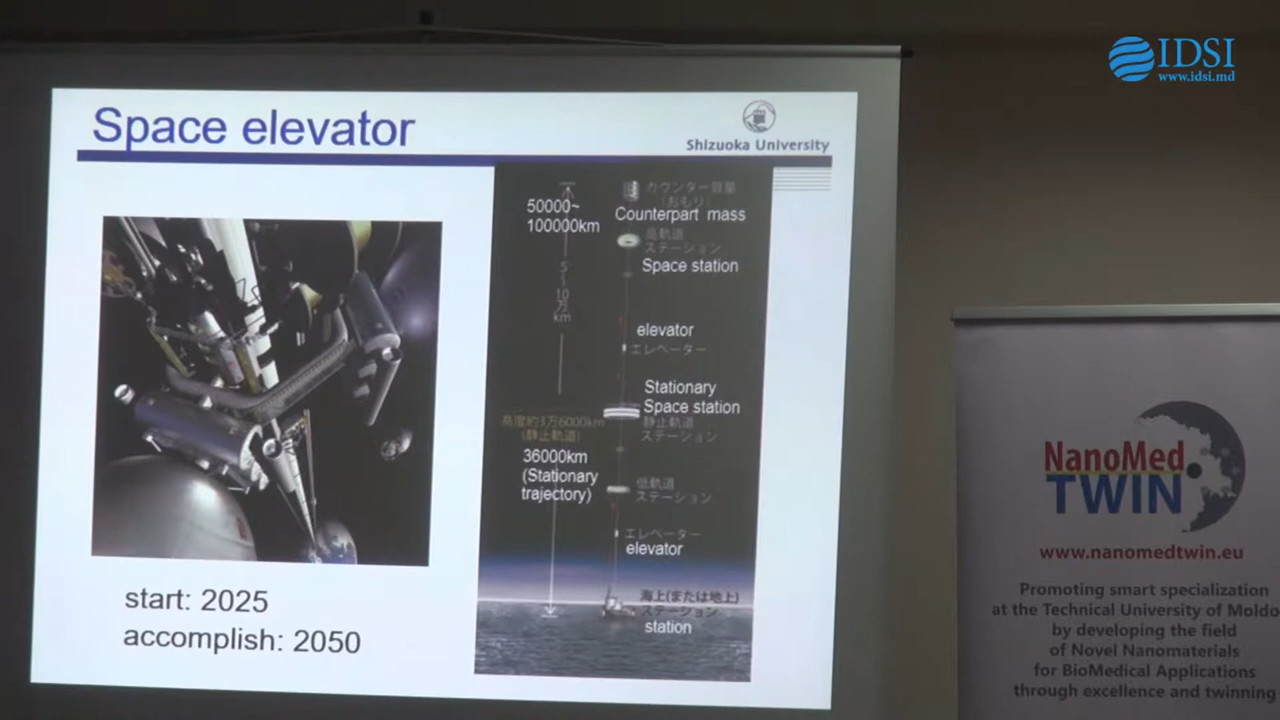 IDSI
www.idsi.md
Space elevator
Shizuoka University
50000~
100000km
5
〜
10
万
km
カウンター質量
(おもり)
Counterpart mass
高軌道
ステーション
Space station
elevator
エレベーター
Stationary
Space station
静止軌道
ステーション
高度約3万6000km
(静止軌道)
36000km
(Stationary
trajectory)
低軌道
ステーション
エレベーター
elevator
海上(または地上)
ステーション
station
start: 2025
accomplish: 2050
NanoMed
TWIN
www.nanomedtwin.eu
Promoting smart specialization
at the Technical University of Moldo
by developing the field
of Novel Nanomaterials
for BioMedical Applications
through excellence and twinning